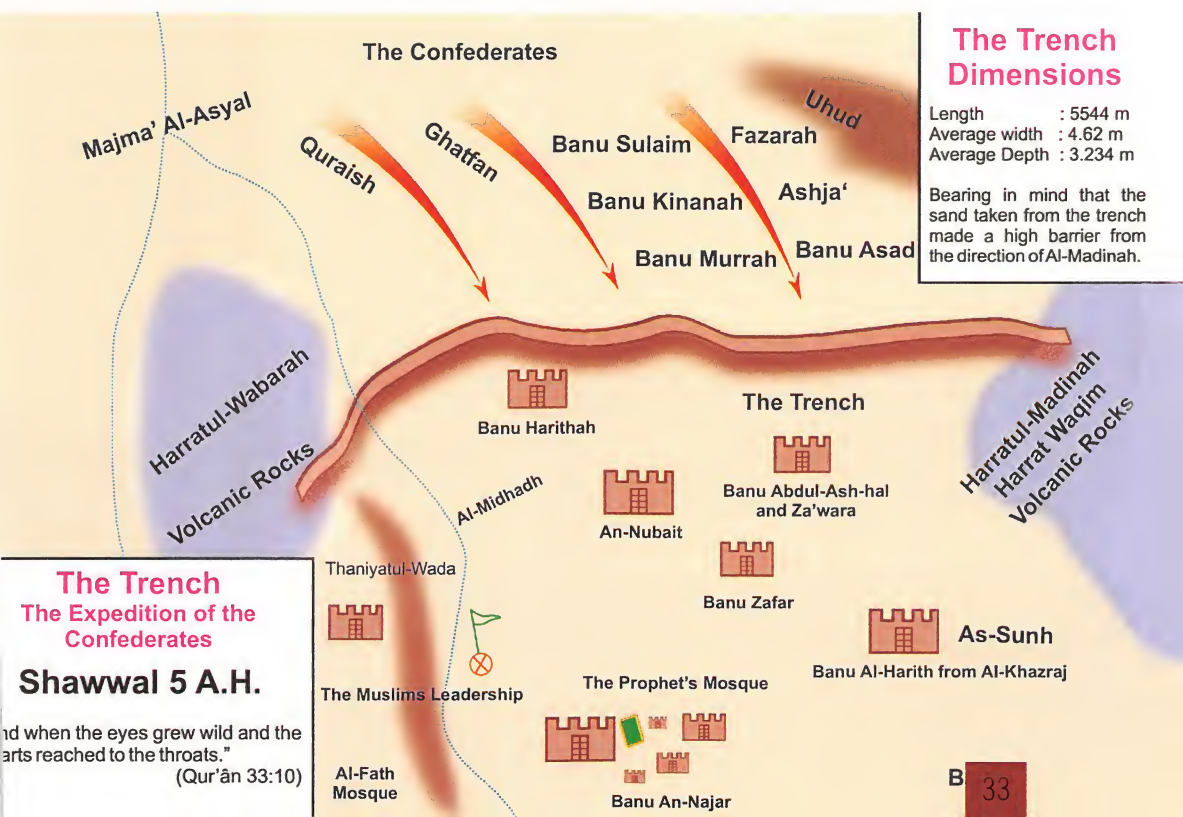 The Confederates
The Trench
Dimensions
Length : 5544 m
Average width : 4.62 m
Average Depth : 3.234 m
Bearing in mind that the
sand taken from the trench
made a high barrier from
the direction of Al-Madinah.
Majma' Al-Asyal
Quraish
Ghatfan
Banu Sulaim
Fazarah
Uhud
Banu Kinanah
Ashja‘
Banu Murrah
Banu Asad
Harratul-Wabarah
Volcanic Rocks
Harratul-Madinah
Harrat Waqim
Volcanic Rocks
Banu Harithah
The Trench
Al-Midhadh
An-Nubait
Banu Abdul-Ash-hal
and Za'wara
Thaniyatul-Wada
Banu Zafar
As-Sunh
Banu Al-Harith from Al-Khazraj
The Muslims Leadership
The Prophet's Mosque
Al-Fath
Mosque
Banu An-Najar
The Trench
The Expedition of the
Confederates
Shawwal 5 A.H.
nd when the eyes grew wild and the
arts reached to the throats.”
(Qur'ân 33:10)
B
33